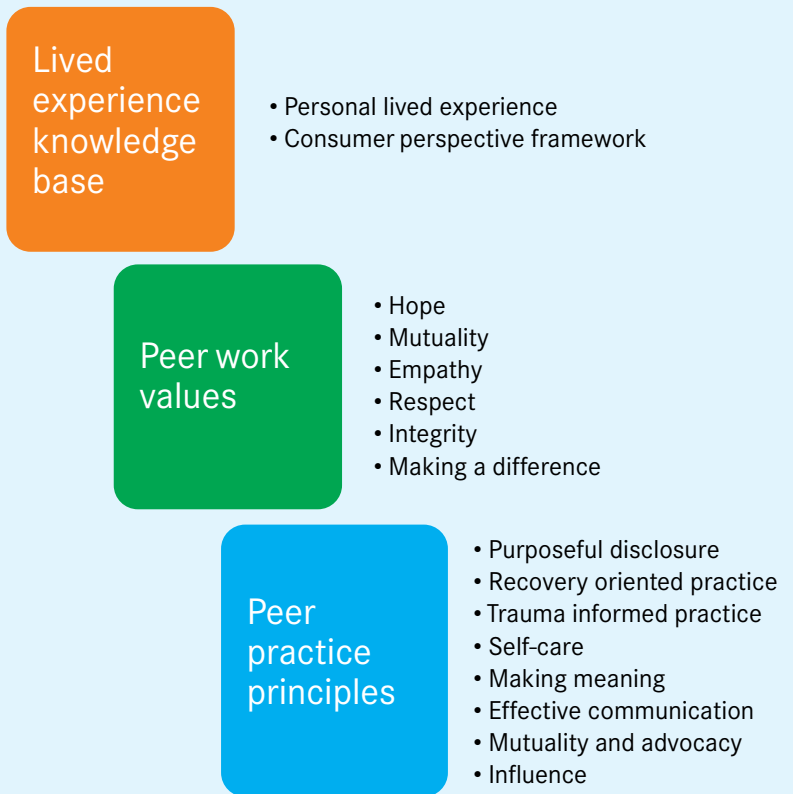 Lived
experience
knowledge
base
• Personal lived experience
• Consumer perspective framework
Peer work
values
• Hope
• Mutuality
• Empathy
• Respect
• Integrity
• Making a difference
Peer
practice
principles
• Purposeful disclosure
• Recovery oriented practice
• Trauma informed practice
• Self-care
• Making meaning
• Effective communication
• Mutuality and advocacy
• Influence